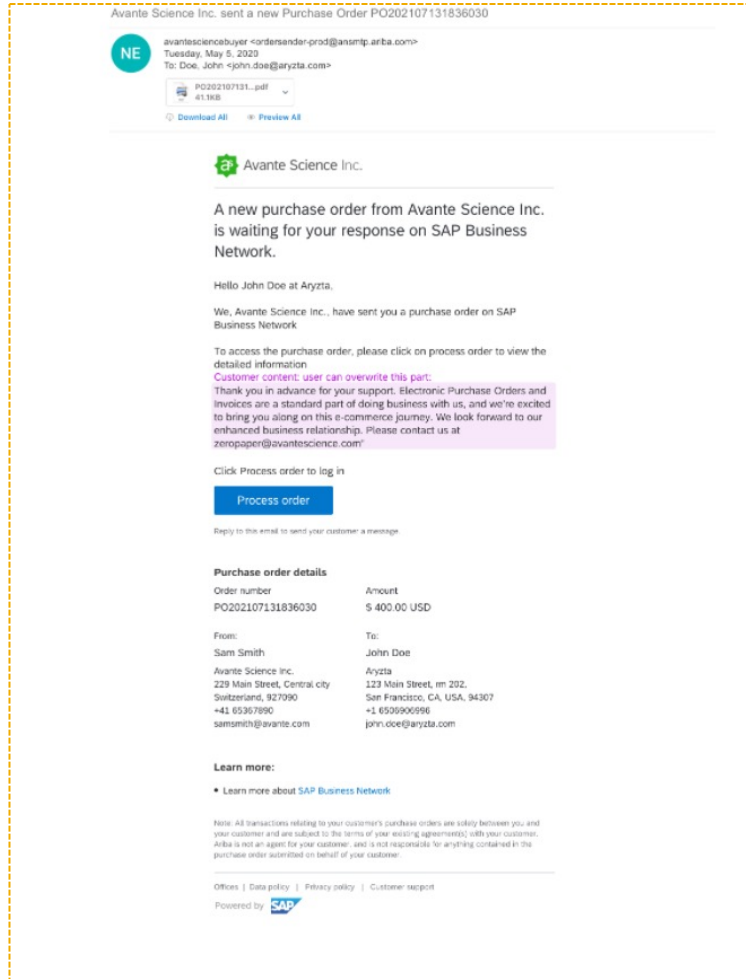 Avante Science Inc. sent a new Purchase Order PO202107131836030
NE
avantesciencebuyer <ordersender-prod@ansmtp.ariba.com>
Tuesday, May 5, 2020
To: Doe, John <john.doe@aryzta.com>
PO202107131...pdf
41.1KB
Download All Preview All
Avante Science Inc.
A new purchase order from Avante Science Inc.
is waiting for your response on SAP Business
Network.
Hello John Doe at Aryzta,
We, Avante Science Inc., have sent you a purchase order on SAP
Business Network
To access the purchase order, please click on process order to view the
detailed information
Customer content: user can overwrite this part:
Thank you in advance for your support. Electronic Purchase Orders and
Invoices are a standard part of doing business with us, and we're excited
to bring you along on this e-commerce journey. We look forward to our
enhanced business relationship. Please contact us at
zeropaper@avantescience.com"
Click Process order to log in
Process order
Reply to this email to send your customer a message.
Purchase order details
Order number Amount
PO202107131836030 $ 400.00 USD
From: To:
Sam Smith John Doe
Avante Science Inc. Aryzta
229 Main Street, Central city 123 Main Street, rm 202,
Switzerland, 927090 San Francisco, CA, USA, 94307
+41 65367890 +1 6506906996
samsmith@avante.com john.doe@aryzta.com
Learn more:
• Learn more about SAP Business Network
Note: All transactions relating to your customer's purchase orders are solely between you and
your customer and are subject to the terms of your existing agreement(s) with your customer.
Ariba is not an agent for your customer, and is not responsible for anything contained in the
purchase order submitted on behalf of your customer.
Offices | Data policy | Privacy policy | Customer support
Powered by SAP